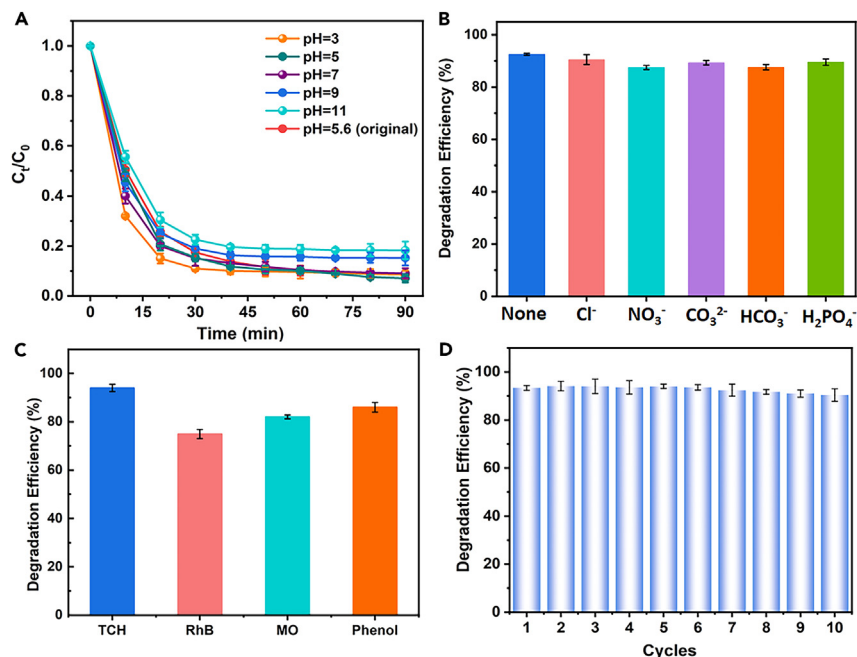 A
C_t/C_0
1.0
0.8
0.6
0.4
0.2
0.0
0 15 30 45 60 75 90
Time (min)
pH=3
pH=5
pH=7
pH=9
pH=11
pH=5.6 (original)
B
Degradation Efficiency (%)
100
80
60
40
20
0
None Cl⁻ NO₃⁻ CO₃²⁻ HCO₃⁻ H₂PO₄⁻
C
Degradation Efficiency (%)
100
80
60
40
20
0
TCH RhB MO Phenol
D
Degradation Efficiency (%)
100
80
60
40
20
0
1 2 3 4 5 6 7 8 9 10
Cycles